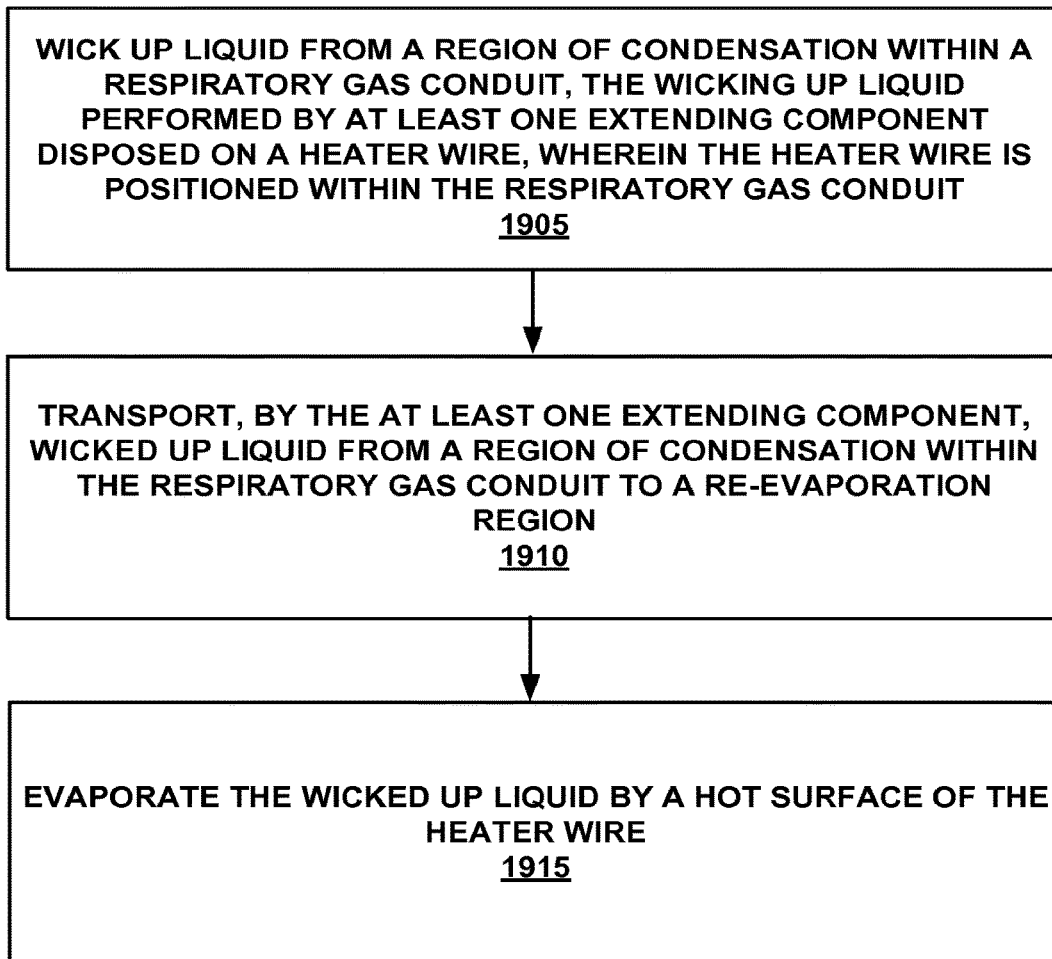 WICK UP LIQUID FROM A REGION OF CONDENSATION WITHIN A
RESPIRATORY GAS CONDUIT, THE WICKING UP LIQUID
PERFORMED BY AT LEAST ONE EXTENDING COMPONENT
DISPOSED ON A HEATER WIRE, WHEREIN THE HEATER WIRE IS
POSITIONED WITHIN THE RESPIRATORY GAS CONDUIT
1905
TRANSPORT, BY THE AT LEAST ONE EXTENDING COMPONENT,
WICKED UP LIQUID FROM A REGION OF CONDENSATION WITHIN
THE RESPIRATORY GAS CONDUIT TO A RE-EVAPORATION
REGION
1910
EVAPORATE THE WICKED UP LIQUID BY A HOT SURFACE OF THE
HEATER WIRE
1915